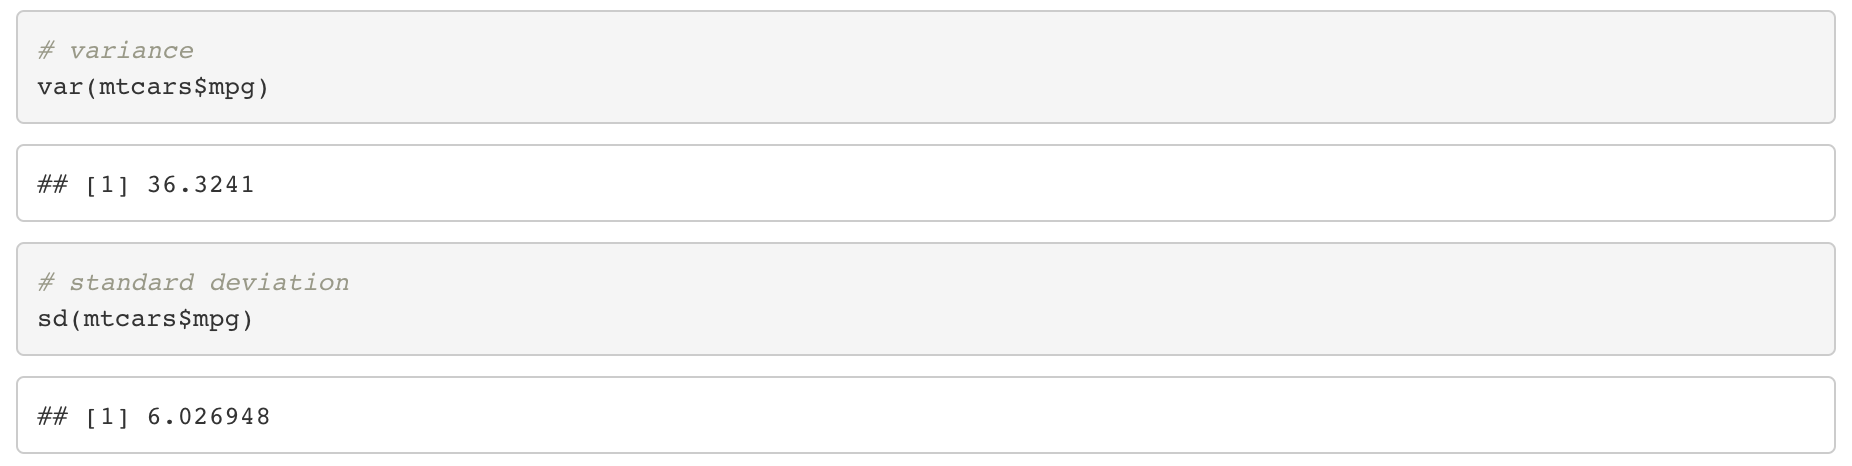 # variance
var(mtcars$mpg)
## [1] 36.3241
# standard deviation
sd(mtcars$mpg)
## [1] 6.026948